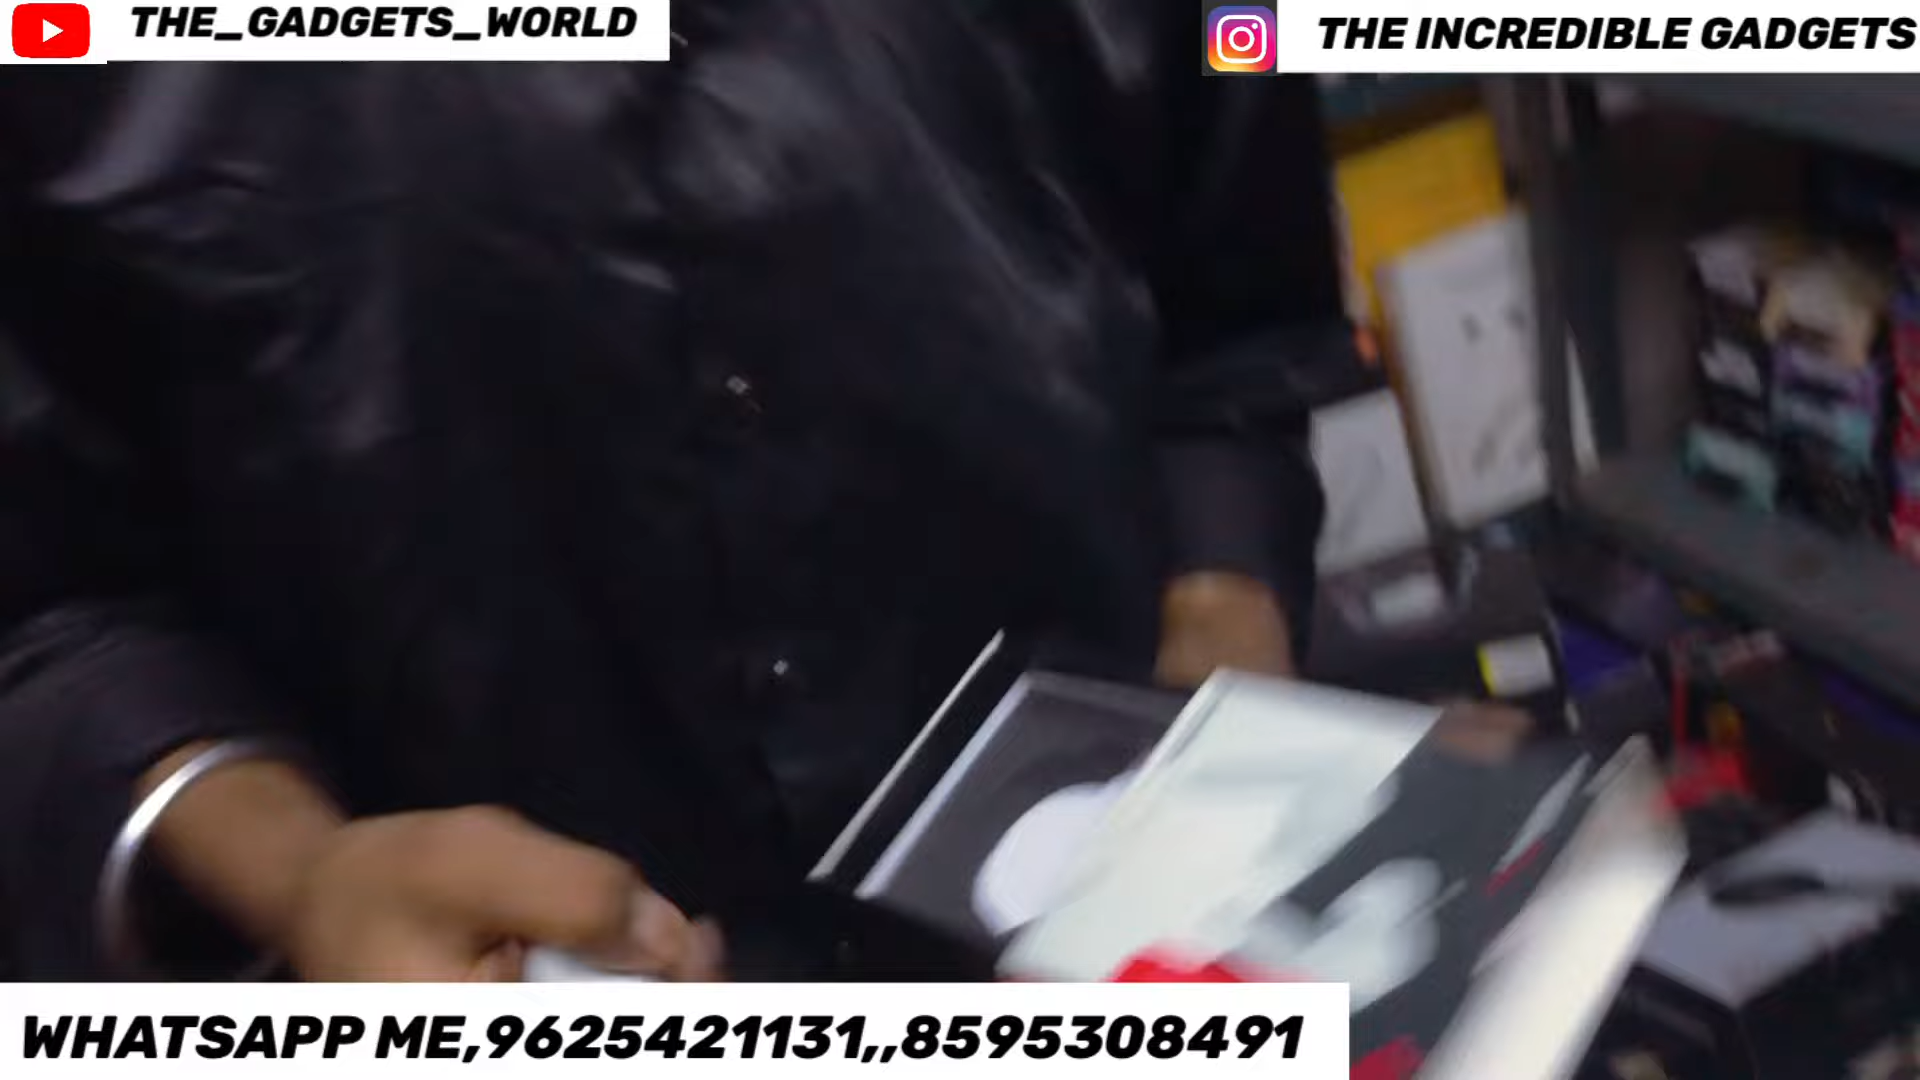 THE_GADGETS_WORLD
THE INCREDIBLE GADGETS
WHATSAPP ME,9625421131,,8595308491